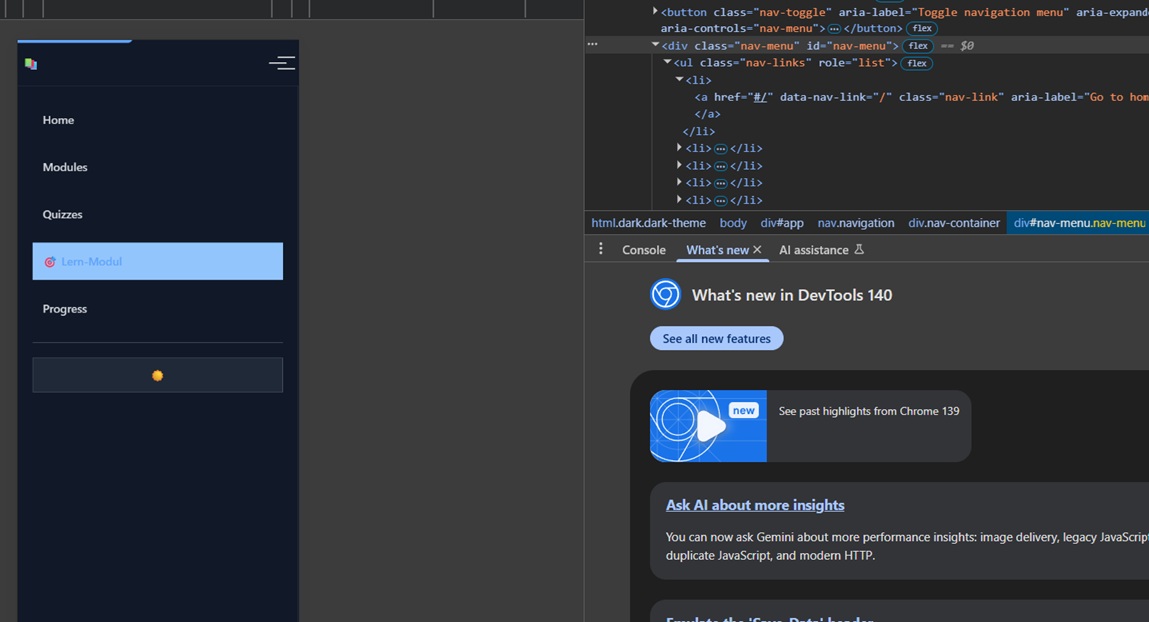 Home
Modules
Quizzes
Lern-Modul
Progress
<button class="nav-toggle" aria-label="Toggle navigation menu" aria-expand
aria-controls="nav-menu">…</button> flex
… <div class="nav-menu" id="nav-menu"> flex == $0
<ul class="nav-links" role="list"> flex
<li>
<a href="#/" data-nav-link="/" class="nav-link" aria-label="Go to hom
</a>
</li>
<li>…</li>
<li>…</li>
<li>…</li>
<li>…</li>
html.dark.dark-theme body div#app nav.navigation div.nav-container div#nav-menu.nav-menu
Console What's new AI assistance
What's new in DevTools 140
See all new features
new
See past highlights from Chrome 139
Ask AI about more insights
You can now ask Gemini about more performance insights: image delivery, legacy JavaScript
duplicate JavaScript, and modern HTTP.
Emulate the 'Save-Data' header